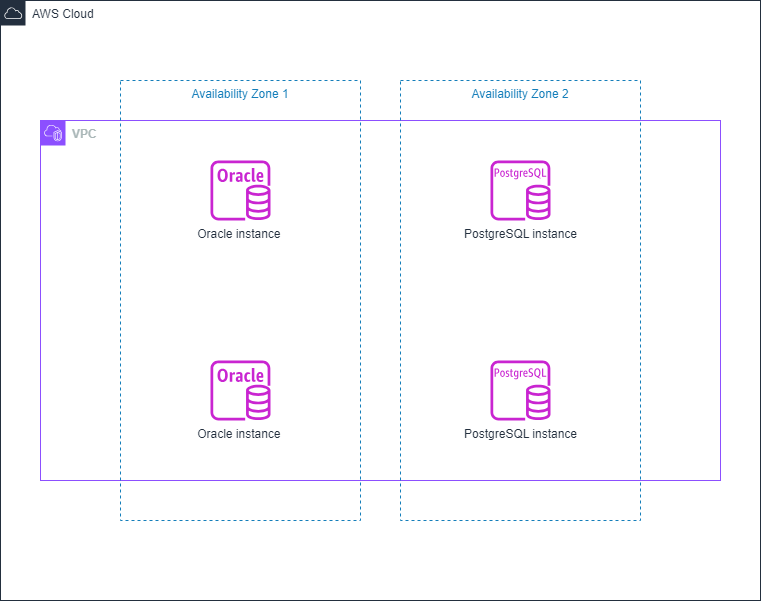 AWS Cloud
Availability Zone 1
Availability Zone 2
VPC
Oracle
PostgreSQL
Oracle instance
PostgreSQL instance
Oracle
PostgreSQL
Oracle instance
PostgreSQL instance